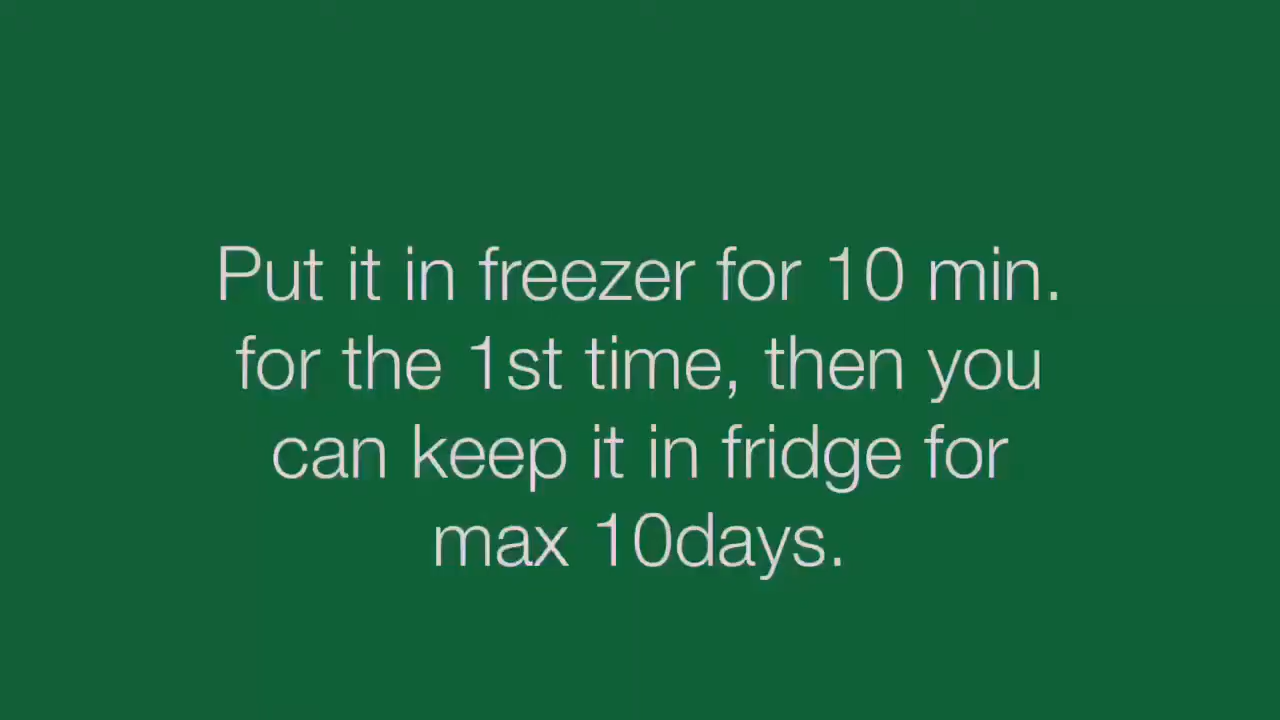 Put it in freezer for 10 min.
for the 1st time, then you
can keep it in fridge for
max 10days.